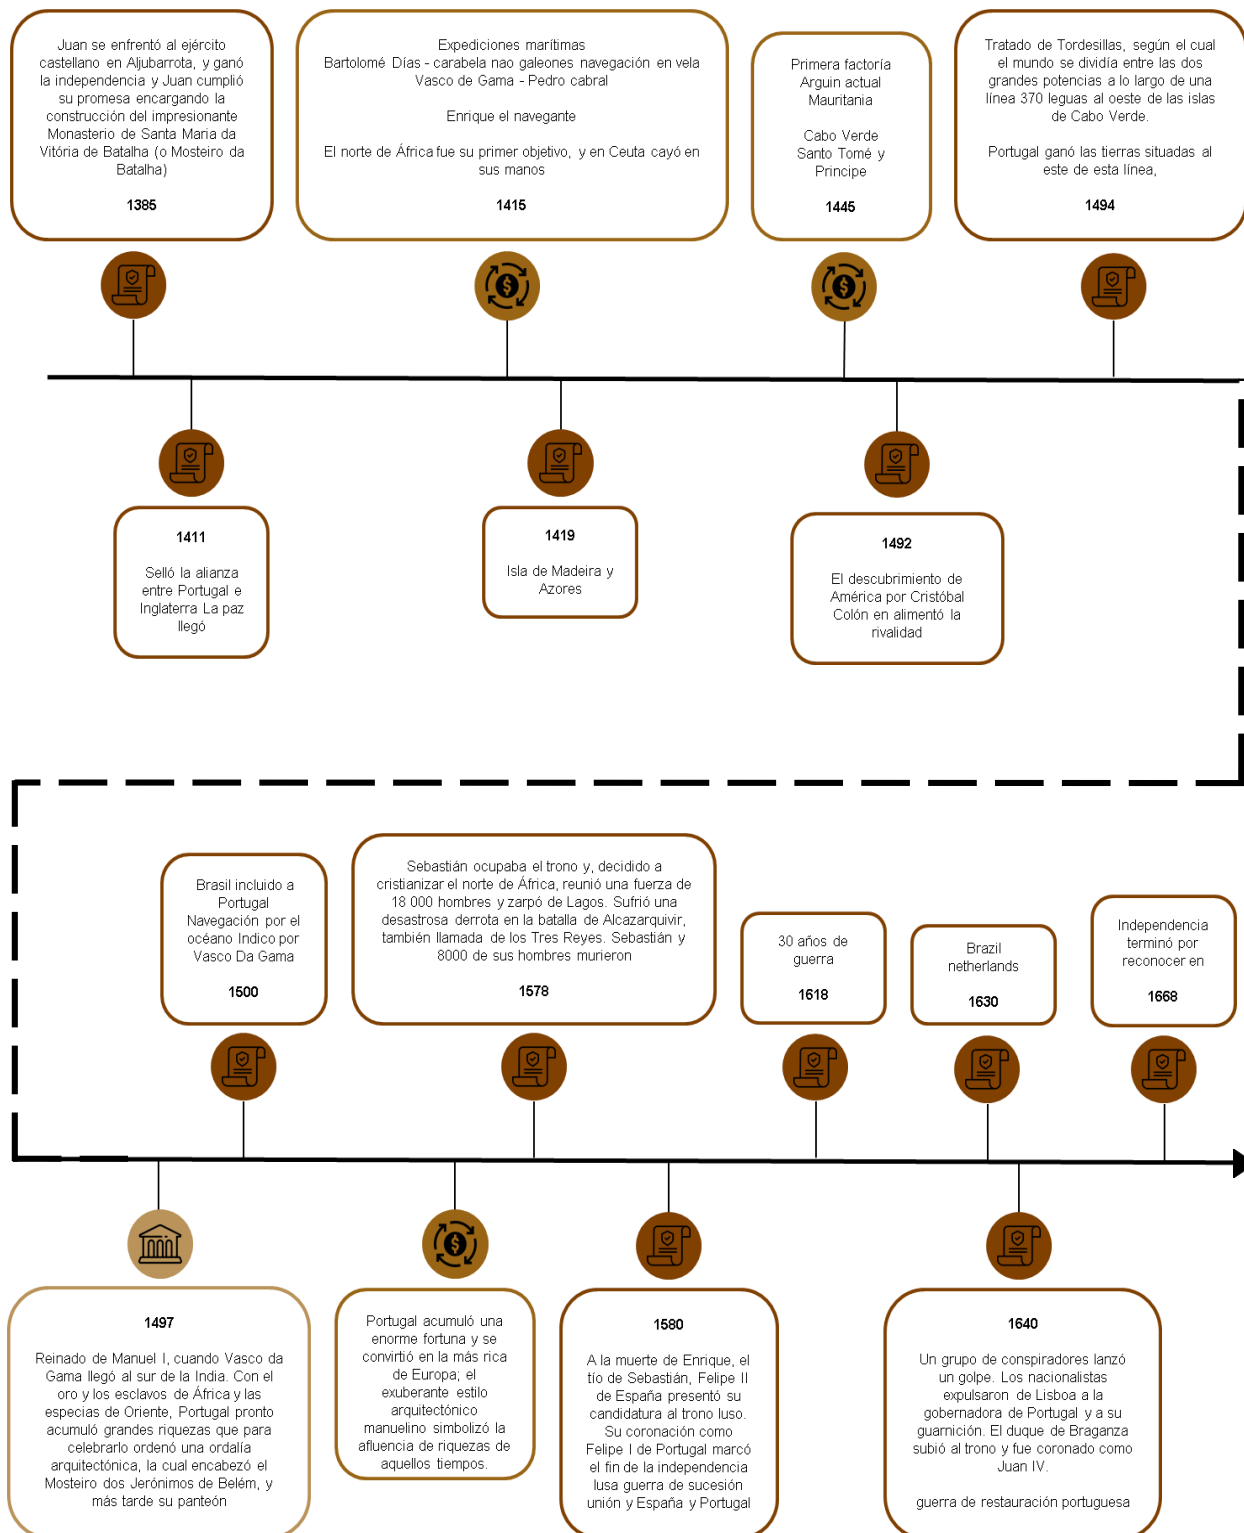 Juan se enfrentó al ejército
castellano en Aljubarrota, y ganó
la independencia y Juan cumplió
su promesa encargando la
construcción del impresionante
Monasterio de Santa Maria da
Vitória de Batalha (o Mosteiro da
Batalha)
1385
Expediciones marítimas
Bartolomé Días - carabela nao galeones navegación en vela
Vasco de Gama - Pedro cabral
Enrique el navegante
El norte de África fue su primer objetivo, y en Ceuta cayó en
sus manos
1415
Primera factoría
Arguin actual
Mauritania
Cabo Verde
Santo Tomé y
Principe
1445
Tratado de Tordesillas, según el cual
el mundo se dividía entre las dos
grandes potencias a lo largo de una
línea 370 leguas al oeste de las islas
de Cabo Verde.
Portugal ganó las tierras situadas al
este de esta línea,
1494
1411
Selló la alianza
entre Portugal e
Inglaterra La paz
llegó
1419
Isla de Madeira y
Azores
1492
El descubrimiento de
América por Cristóbal
Colón en alimentó la
rivalidad
Brasil incluido a
Portugal
Navegación por el
océano Indico por
Vasco Da Gama
1500
Sebastián ocupaba el trono y, decidido a
cristianizar el norte de África, reunió una fuerza de
18 000 hombres y zarpó de Lagos. Sufrió una
desastrosa derrota en la batalla de Alcazarquivir,
también llamada de los Tres Reyes. Sebastián y
8000 de sus hombres murieron
1578
30 años de
guerra
1618
Brazil
netherlands
1630
Independencia
terminó por
reconocer en
1668
1497
Reinado de Manuel I, cuando Vasco da
Gama llegó al sur de la India. Con el
oro y los esclavos de África y las
especias de Oriente, Portugal pronto
acumuló grandes riquezas que para
celebrarlo ordenó una ordalía
arquitectónica, la cual encabezó el
Mosteiro dos Jerónimos de Belém, y
más tarde su panteón
Portugal acumuló una
enorme fortuna y se
convirtió en la más rica
de Europa; el
exuberante estilo
arquitectónico
manuelino simbolizó la
afluencia de riquezas de
aquellos tiempos.
1580
A la muerte de Enrique, el
tío de Sebastián, Felipe II
de España presentó su
candidatura al trono luso.
Su coronación como
Felipe I de Portugal marcó
el fin de la independencia
lusa guerra de sucesión
unión y España y Portugal
1640
Un grupo de conspiradores lanzó
un golpe. Los nacionalistas
expulsaron de Lisboa a la
gobernadora de Portugal y a su
guarnición. El duque de Braganza
subió al trono y fue coronado como
Juan IV.
guerra de restauración portuguesa